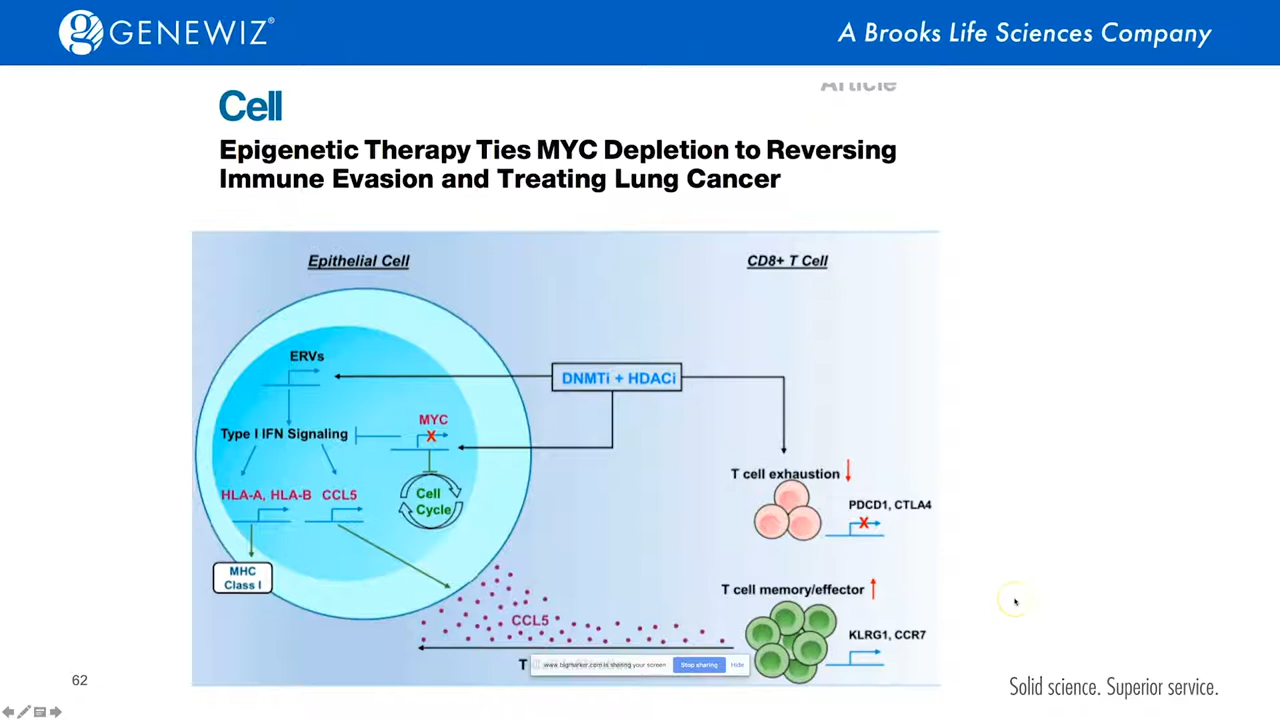 GENEWIZ®
A Brooks Life Sciences Company
Article
Cell
Epigenetic Therapy Ties MYC Depletion to Reversing
Immune Evasion and Treating Lung Cancer
Epithelial Cell
CD8+ T Cell
ERVs
DNMTi + HDACi
MYC
X
Type I IFN Signaling
T cell exhaustion
HLA-A, HLA-B CCL5
Cell
Cycle
PDCD1, CTLA4
X
MHC
Class I
T cell memory/effector
CCL5
KLRG1, CCR7
T
www.bigmarker.com is sharing your screen
Stop sharing
Hide
62
Solid science. Superior service.